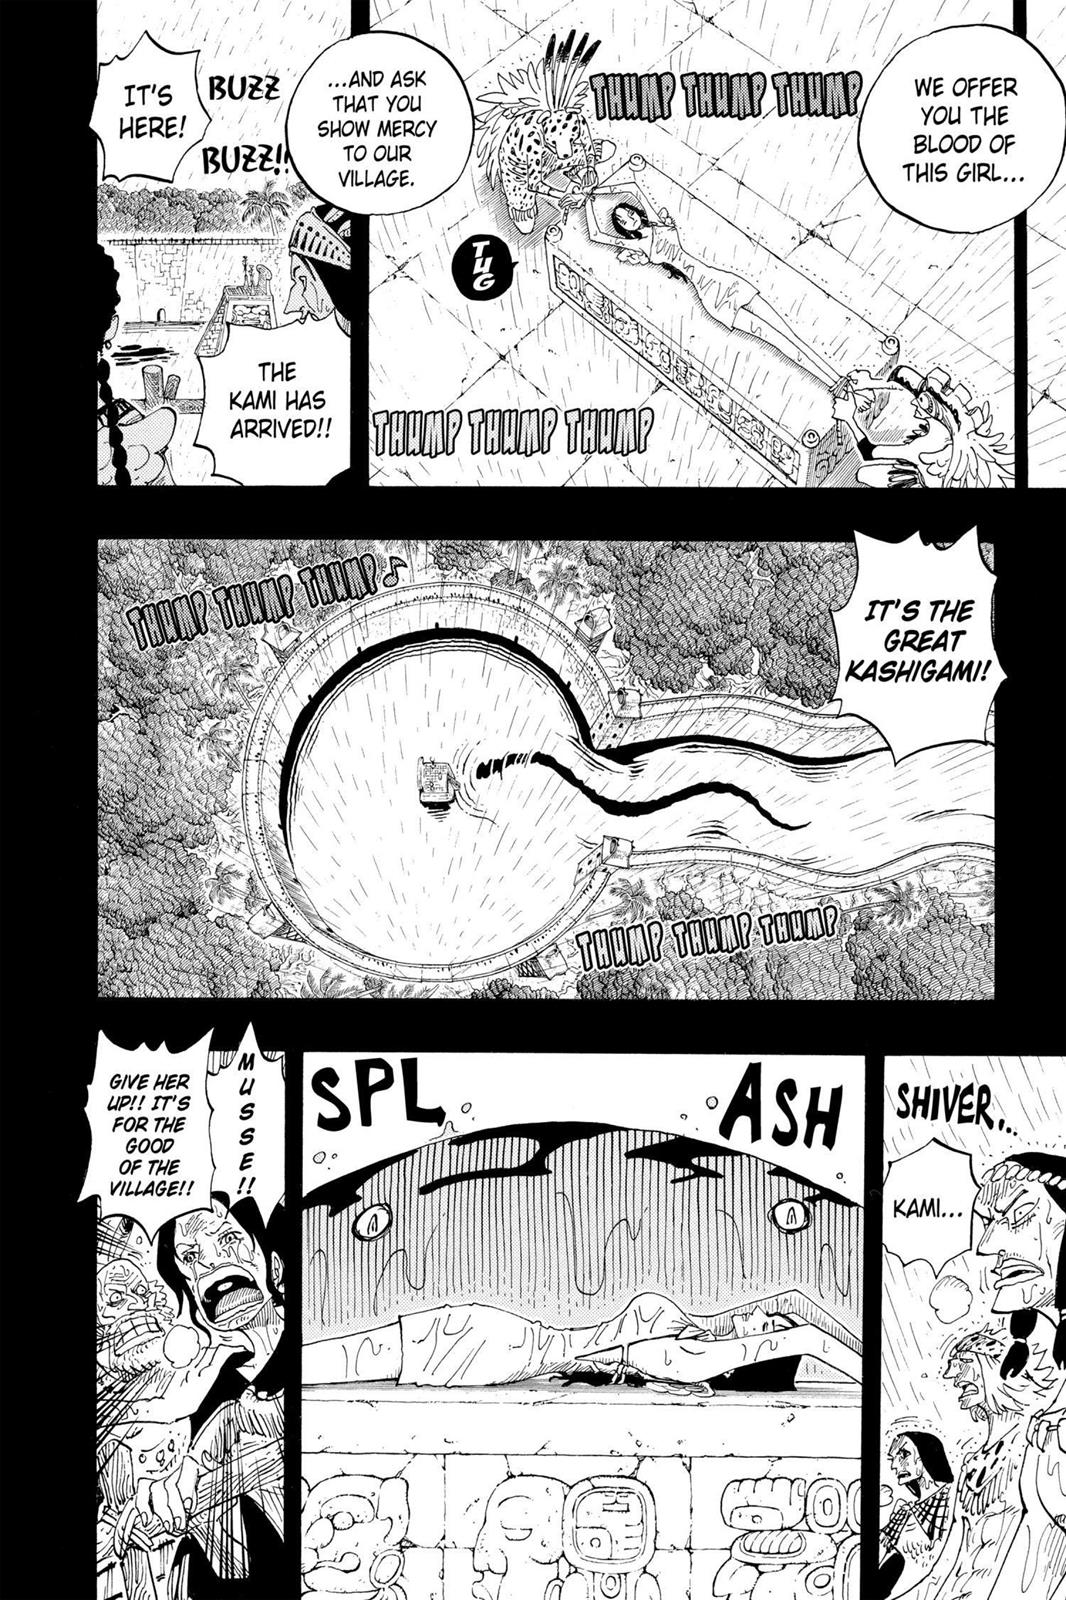 WE OFFER
YOU THE
BLOOD OF
THIS GIRL...
THUMP THUMP THUMP
...AND ASK
THAT YOU
SHOW MERCY
TO OUR
VILLAGE.
TUG
THUMP THUMP THUMP
BUZZ
BUZZ!!
IT'S
HERE!
THE
KAMI HAS
ARRIVED!!
IT'S THE
GREAT
KASHIGAMI!
THUMP THUMP THUMP♪
THUMP THUMP THUMP
SHIVER...
KAMI...
SPLASH
MUSSE!!
GIVE HER
UP!! IT'S
FOR THE
GOOD
OF THE
VILLAGE!!